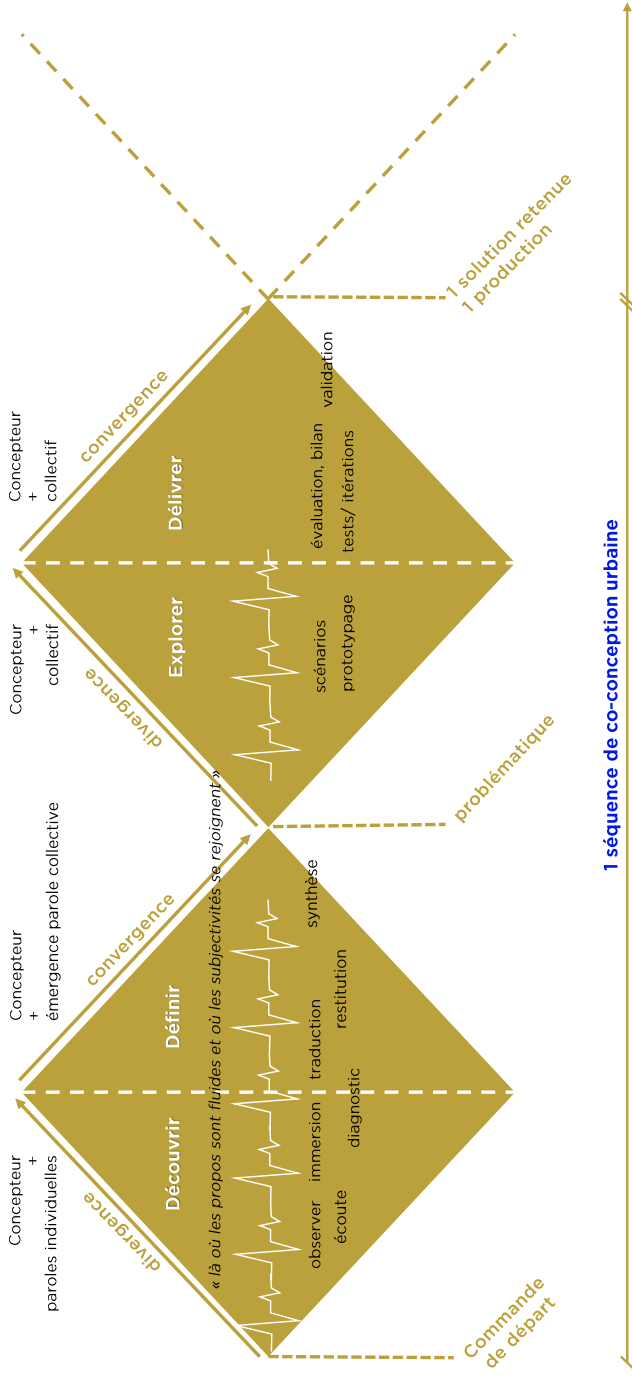 Concepteur
+
paroles individuelles
Concepteur
+
émergence parole collective
Concepteur
+
collectif
Concepteur
+
collectif
divergence
convergence
divergence
convergence
Découvrir
Définir
Explorer
Délivrer
« là où les propos sont fluides et où les subjectivités se rejoignent »
observer
écoute
immersion
diagnostic
traduction
restitution
synthèse
scénarios
prototypage
évaluation, bilan
tests/ itérations
validation
Commande
de départ
problématique
1 solution retenue
1 production
1 séquence de co-conception urbaine